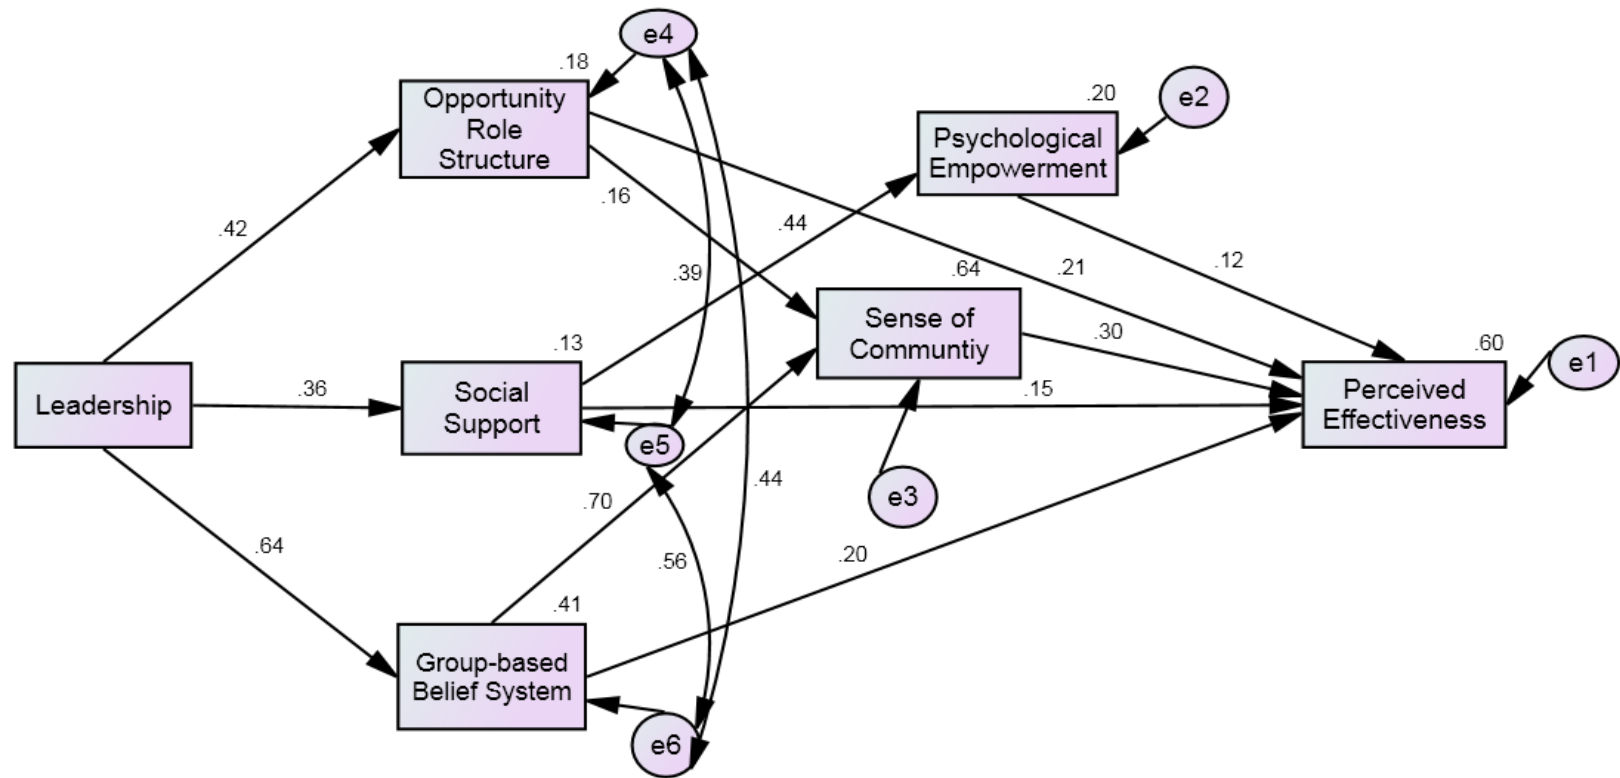 e4
.18
Opportunity
Role
Structure
.20
e2
Psychological
Empowerment
.16
.42
.44
.12
.39
.64
.21
Sense of
Communtiy
.30
.13
.60
e1
Leadership
.36
Social
Support
.15
Perceived
Effectiveness
e5
e3
.70
.44
.64
.56
.20
.41
Group-based
Belief System
e6